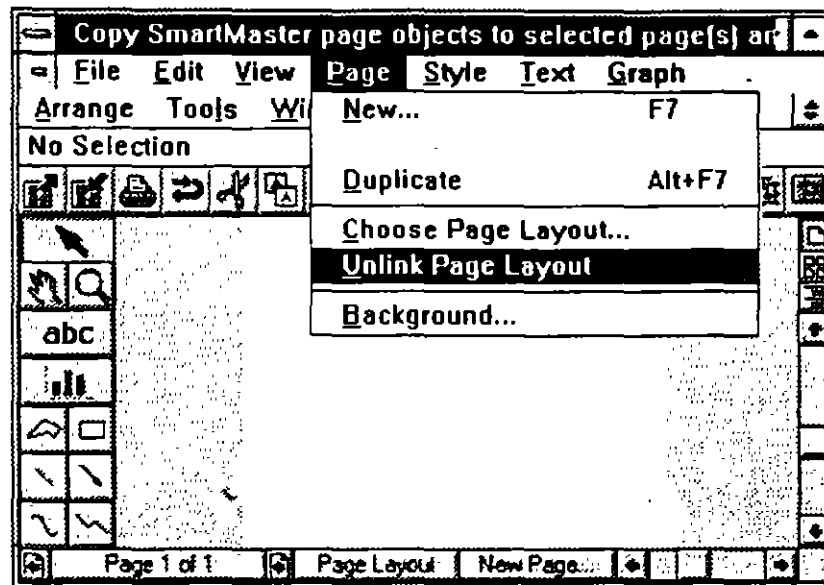 Copy SmartMaster page objects to selected page(s) an
File Edit View Page Style Text Graph
Arrange Tools Wi
New... F7
No Selection
Duplicate Alt+F7
Choose Page Layout...
Unlink Page Layout
Background...
abc
Page 1 of 1 Page Layout New Page...